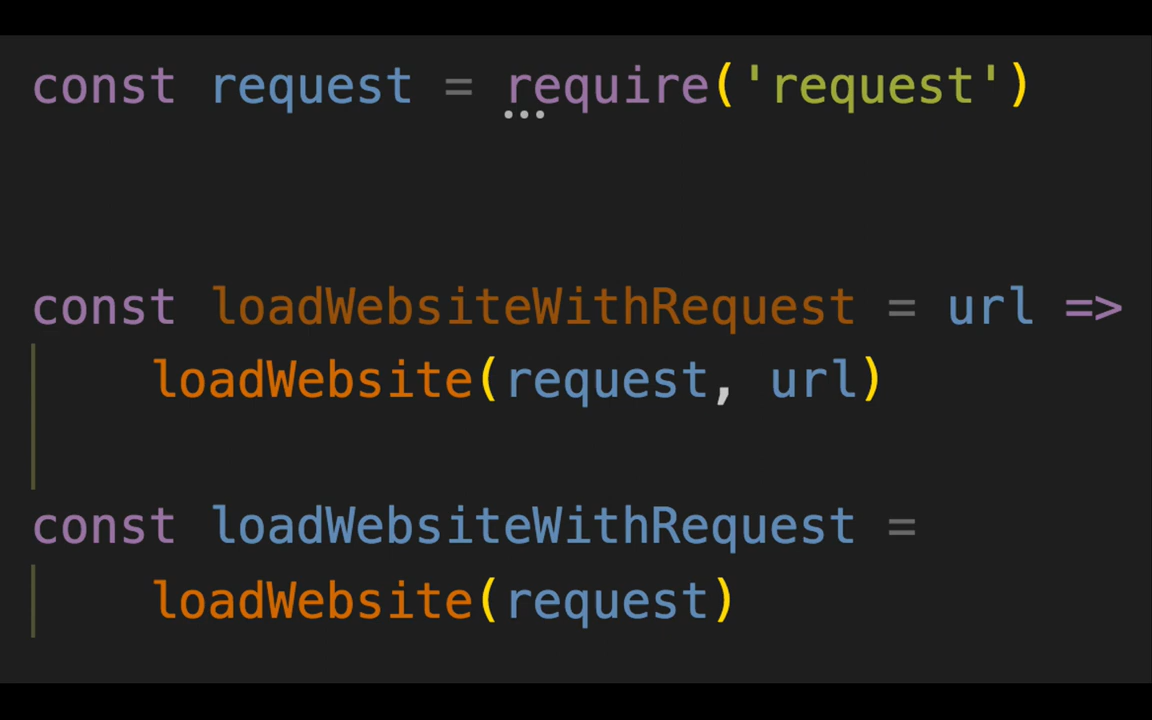 const request = require('request')
const loadWebsiteWithRequest = url =>
loadWebsite(request, url)
const loadWebsiteWithRequest =
loadWebsite(request)